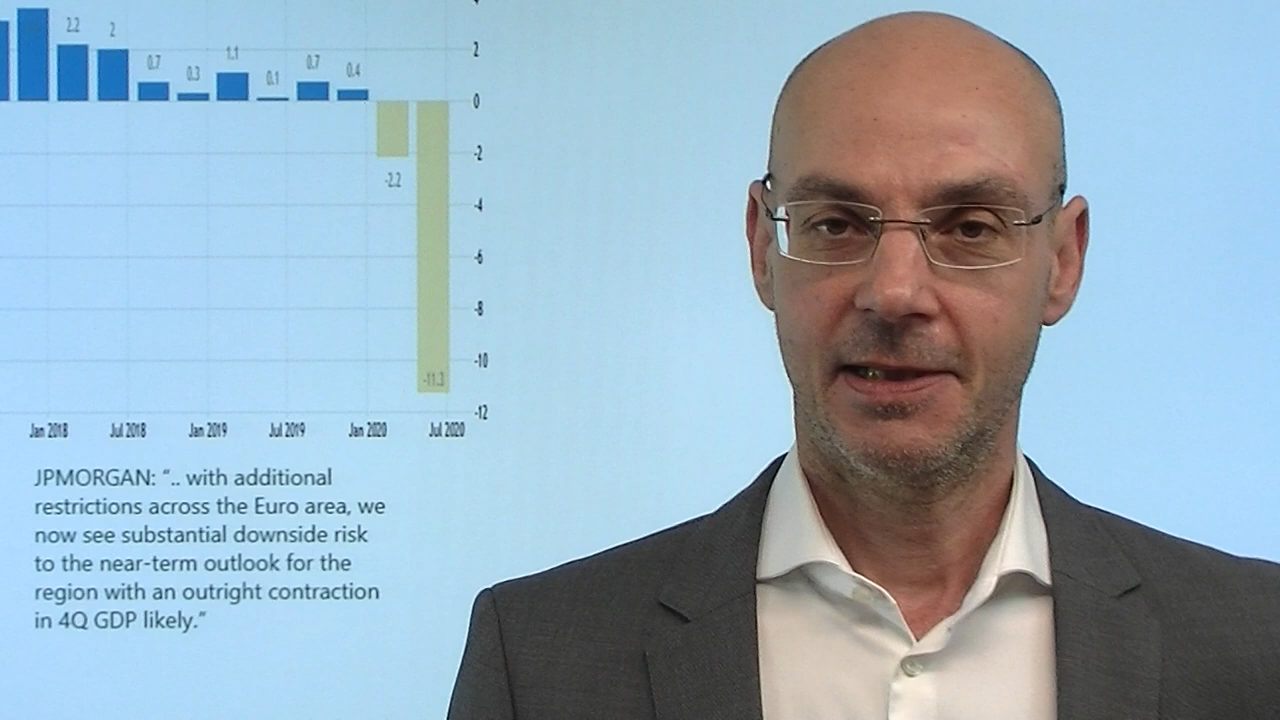 4
2.2
2
0.7
0.3
1.1
0.1
0.7
0.4
2
0
-2
-2.2
-4
-6
-8
-10
-11.3
-12
Jan 2018 Jul 2018 Jan 2019 Jul 2019 Jan 2020 Jul 2020
JPMORGAN: “.. with additional
restrictions across the Euro area, we
now see substantial downside risk
to the near-term outlook for the
region with an outright contraction
in 4Q GDP likely.”